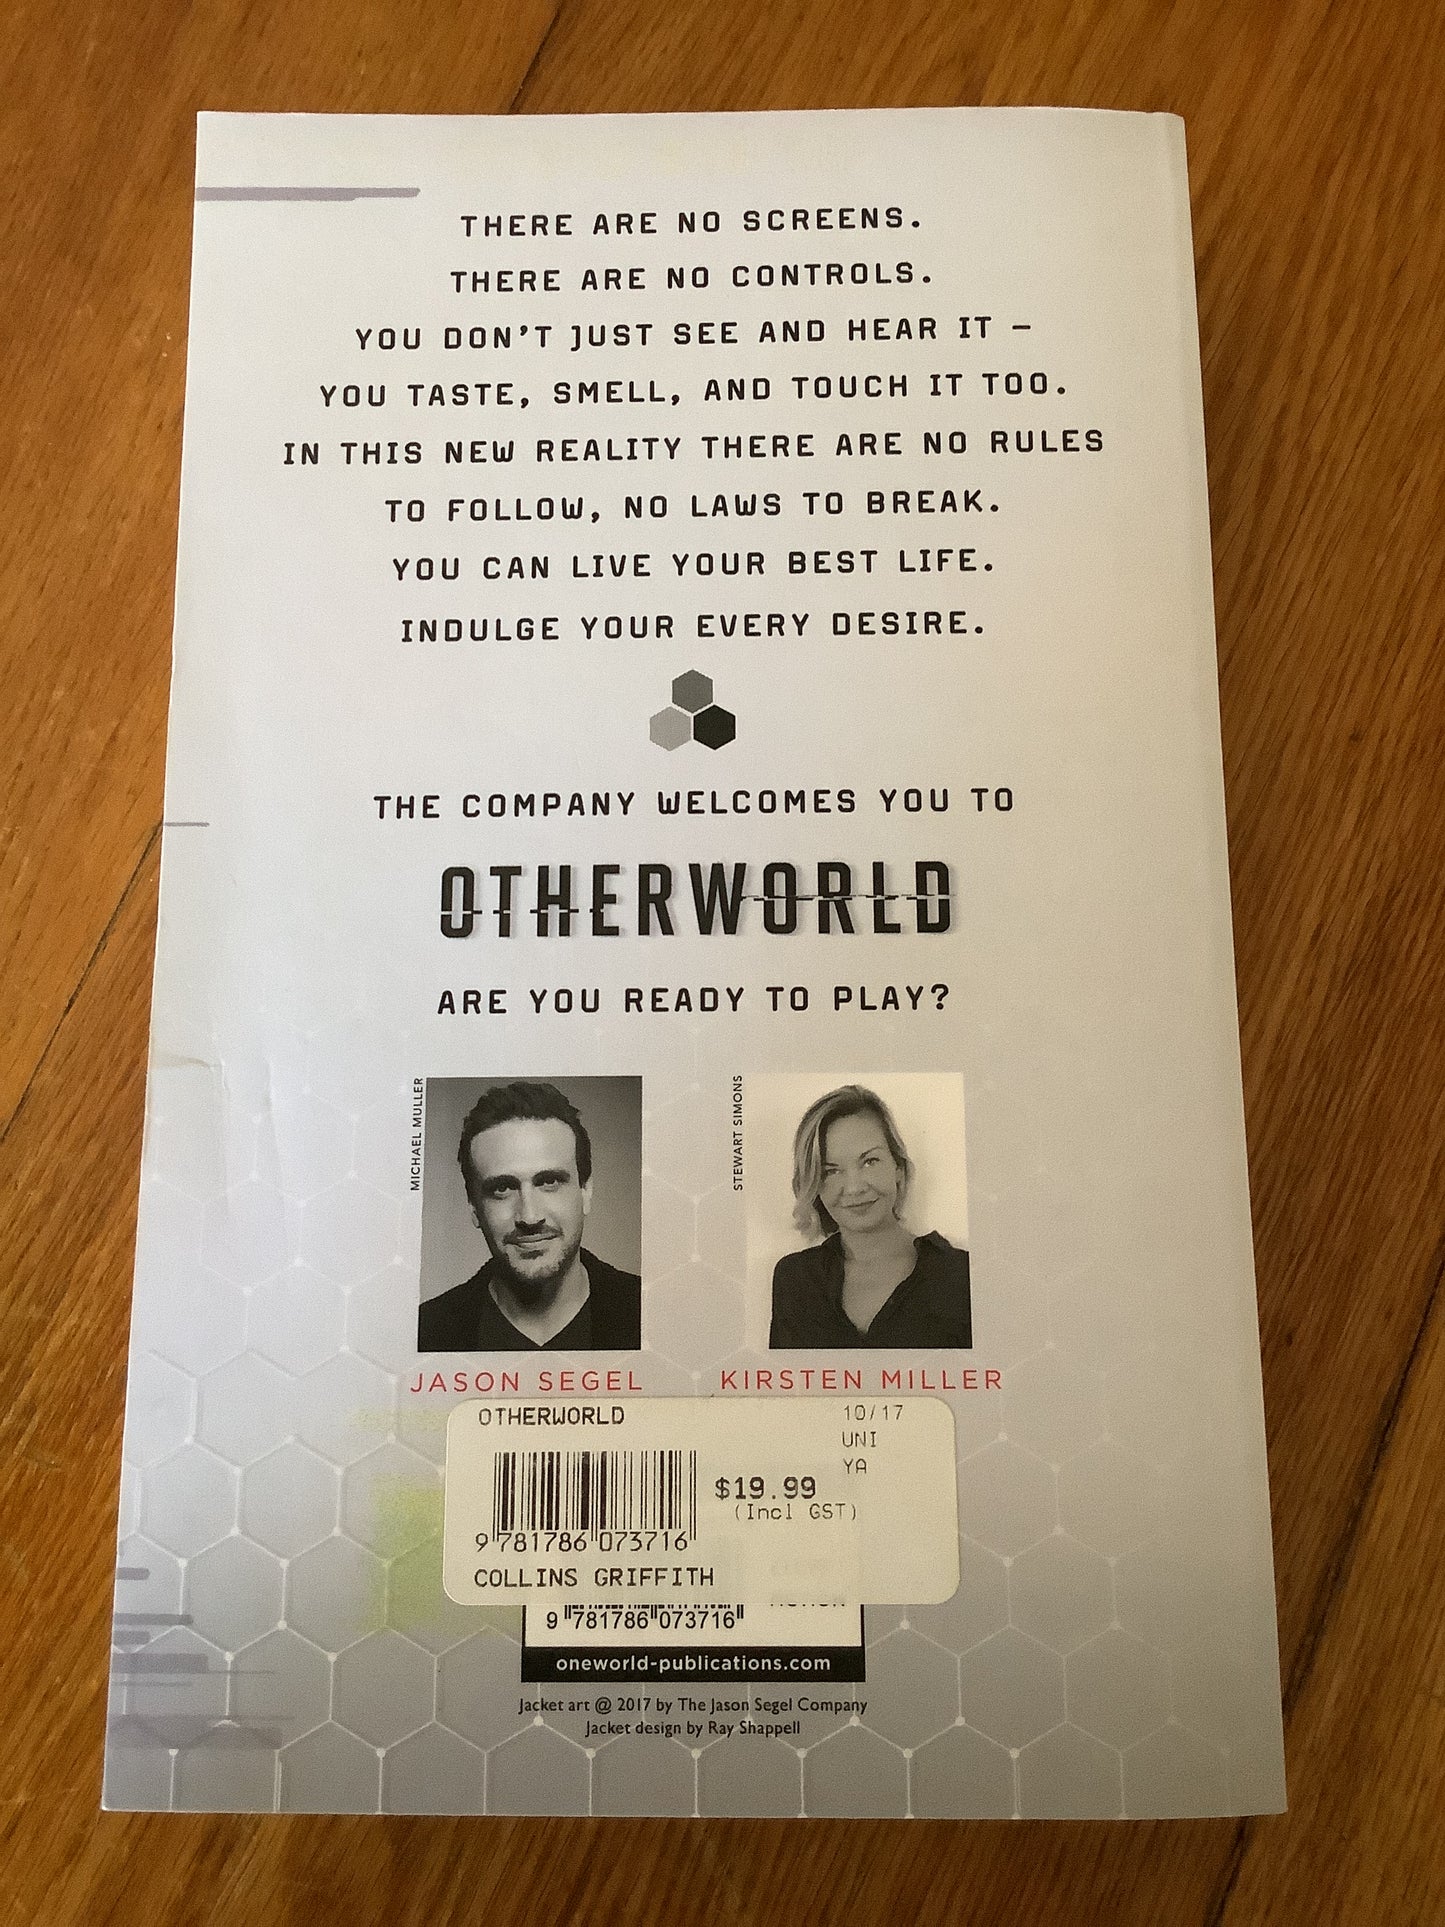 THERE ARE NO SCREENS.
THERE ARE NO CONTROLS.
YOU DON'T JUST SEE AND HEAR IT –
YOU TASTE, SMELL, AND TOUCH IT TOO.
IN THIS NEW REALITY THERE ARE NO RULES
TO FOLLOW, NO LAWS TO BREAK.
YOU CAN LIVE YOUR BEST LIFE.
INDULGE YOUR EVERY DESIRE.
THE COMPANY WELCOMES YOU TO
OTHERWORLD
ARE YOU READY TO PLAY?
MICHAEL MULLER
STEWART SIMONS
JASON SEGEL
KIRSTEN MILLER
OTHERWORLD
10/17
UNI
YA
$19.99
(Incl GST)
9 781786 073716
COLLINS GRIFFITH
9 781786 073716
oneworld-publications.com
Jacket art @ 2017 by The Jason Segel Company
Jacket design by Ray Shappell